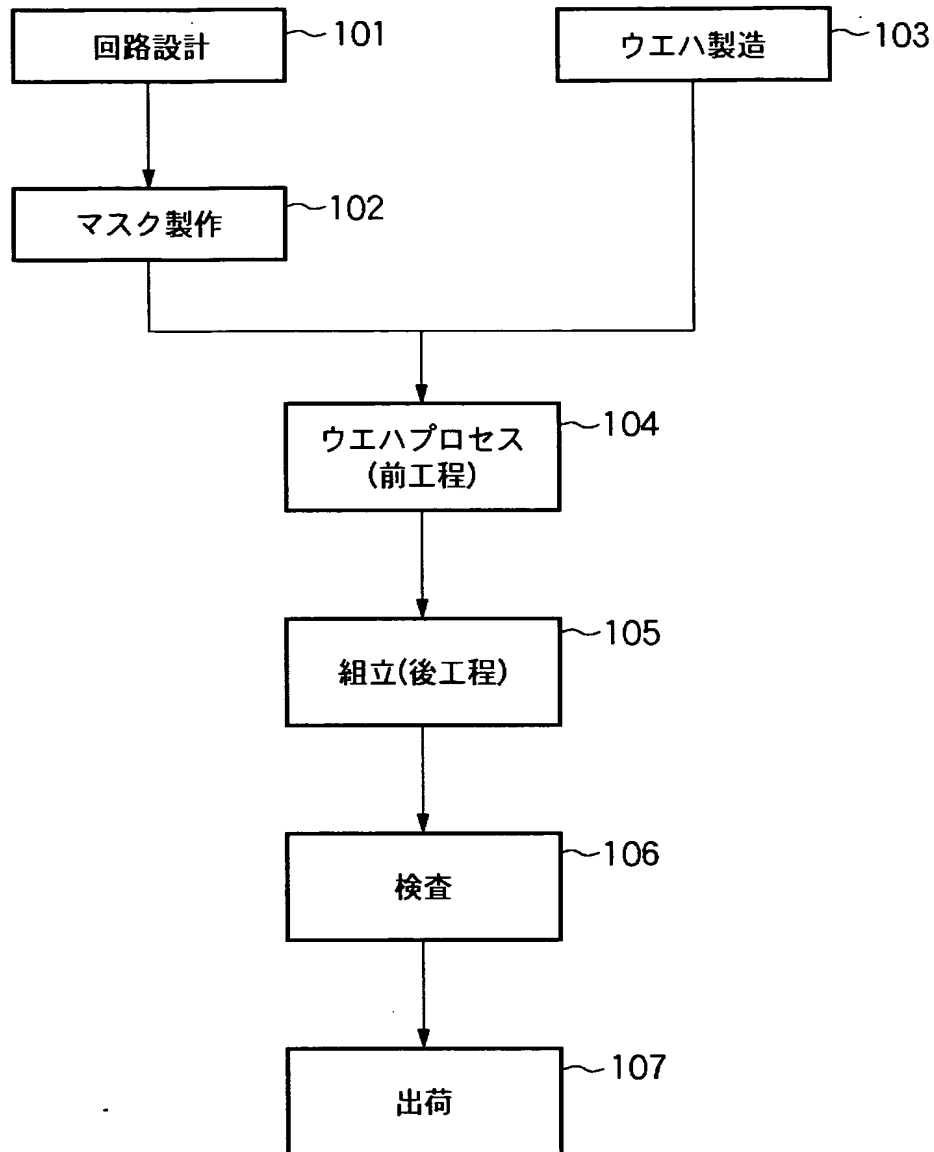 回路設計
101
ウエハ製造
103
マスク製作
102
ウエハプロセス
(前工程)
104
組立(後工程)
105
検査
106
出荷
107